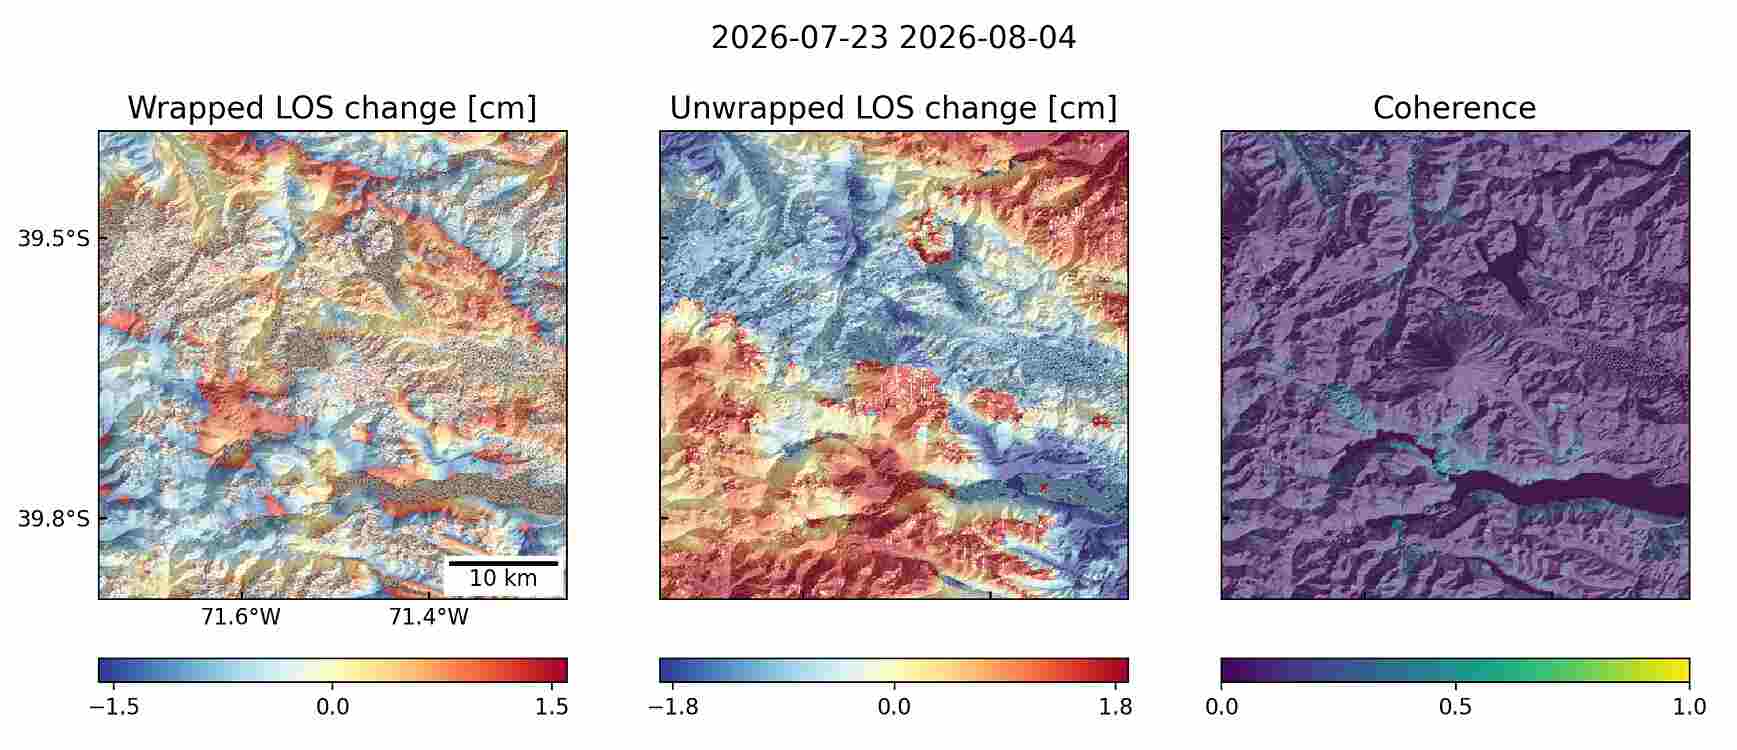 2026-07-23 2026-08-04
Wrapped LOS change [cm]
Unwrapped LOS change [cm]
Coherence
39.5°S
39.8°S
10 km
71.6°W
71.4°W
−1.5
0.0
1.5
−1.8
0.0
1.8
0.0
0.5
1.0